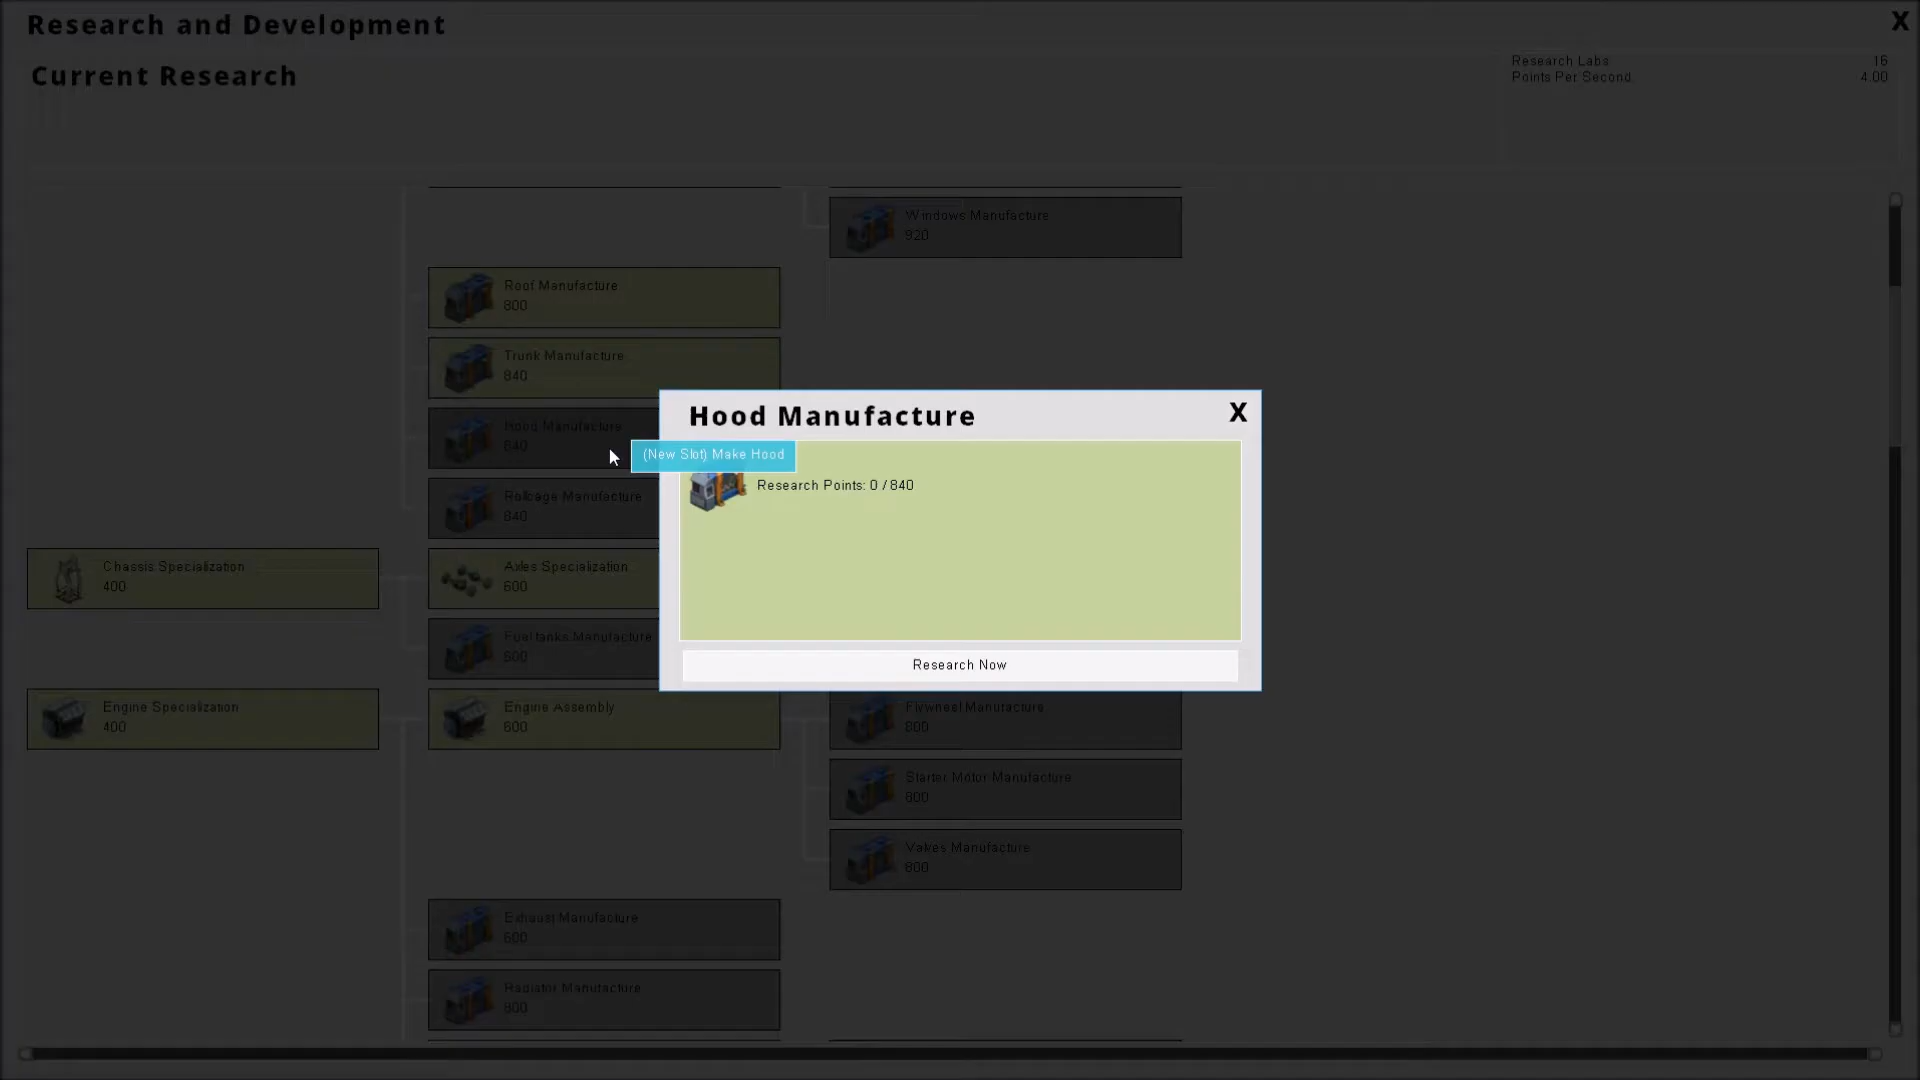 Research and Development
X
Current Research
Research Labs
16
Points Per Second
4.00
Windows Manufacture
920
Roof Manufacture
800
Trunk Manufacture
840
Hood Manufacture
840
Hood Manufacture
X
(New Slot) Make Hood
Research Points: 0 / 840
Rollcage Manufacture
840
Chassis Specialization
400
Axles Specialization
600
Fuel tanks Manufacture
600
Research Now
Engine Specialization
400
Engine Assembly
600
Flywheel Manufacture
800
Starter Motor Manufacture
800
Valves Manufacture
800
Exhaust Manufacture
600
Radiator Manufacture
800